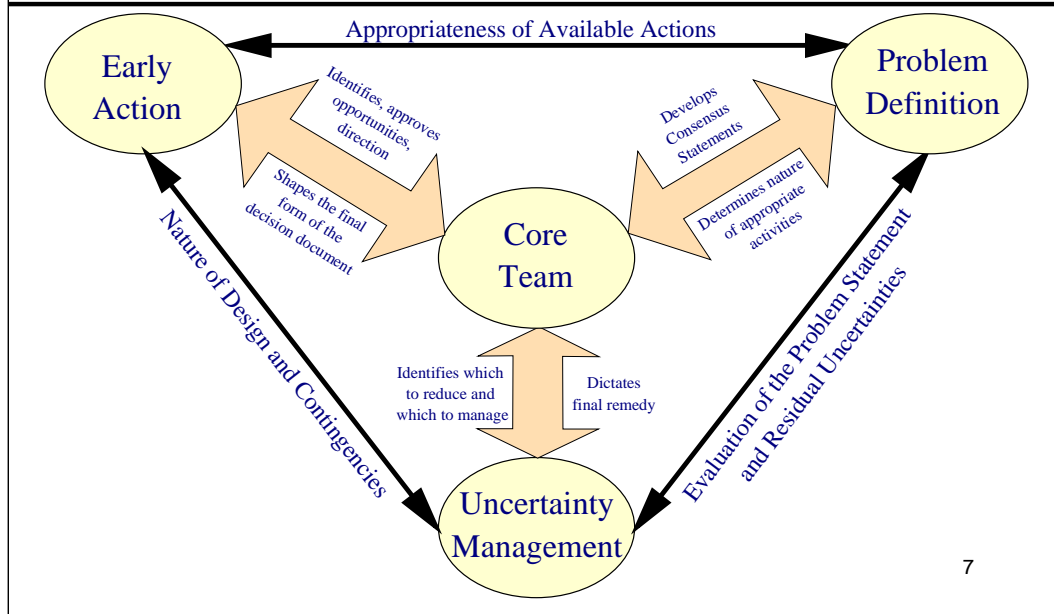 Appropriateness of Available Actions
Early
Action
Problem
Definition
Identifies, approves
opportunities,
direction
Shapes the final
form of the
decision document
Develops
Consensus
Statements
Determines nature
of appropriate
activities
Core
Team
Nature of Design and Contingencies
Evaluation of the Problem Statement
and Residual Uncertainties
Identifies which
to reduce and
which to manage
Dictates
final remedy
Uncertainty
Management
7